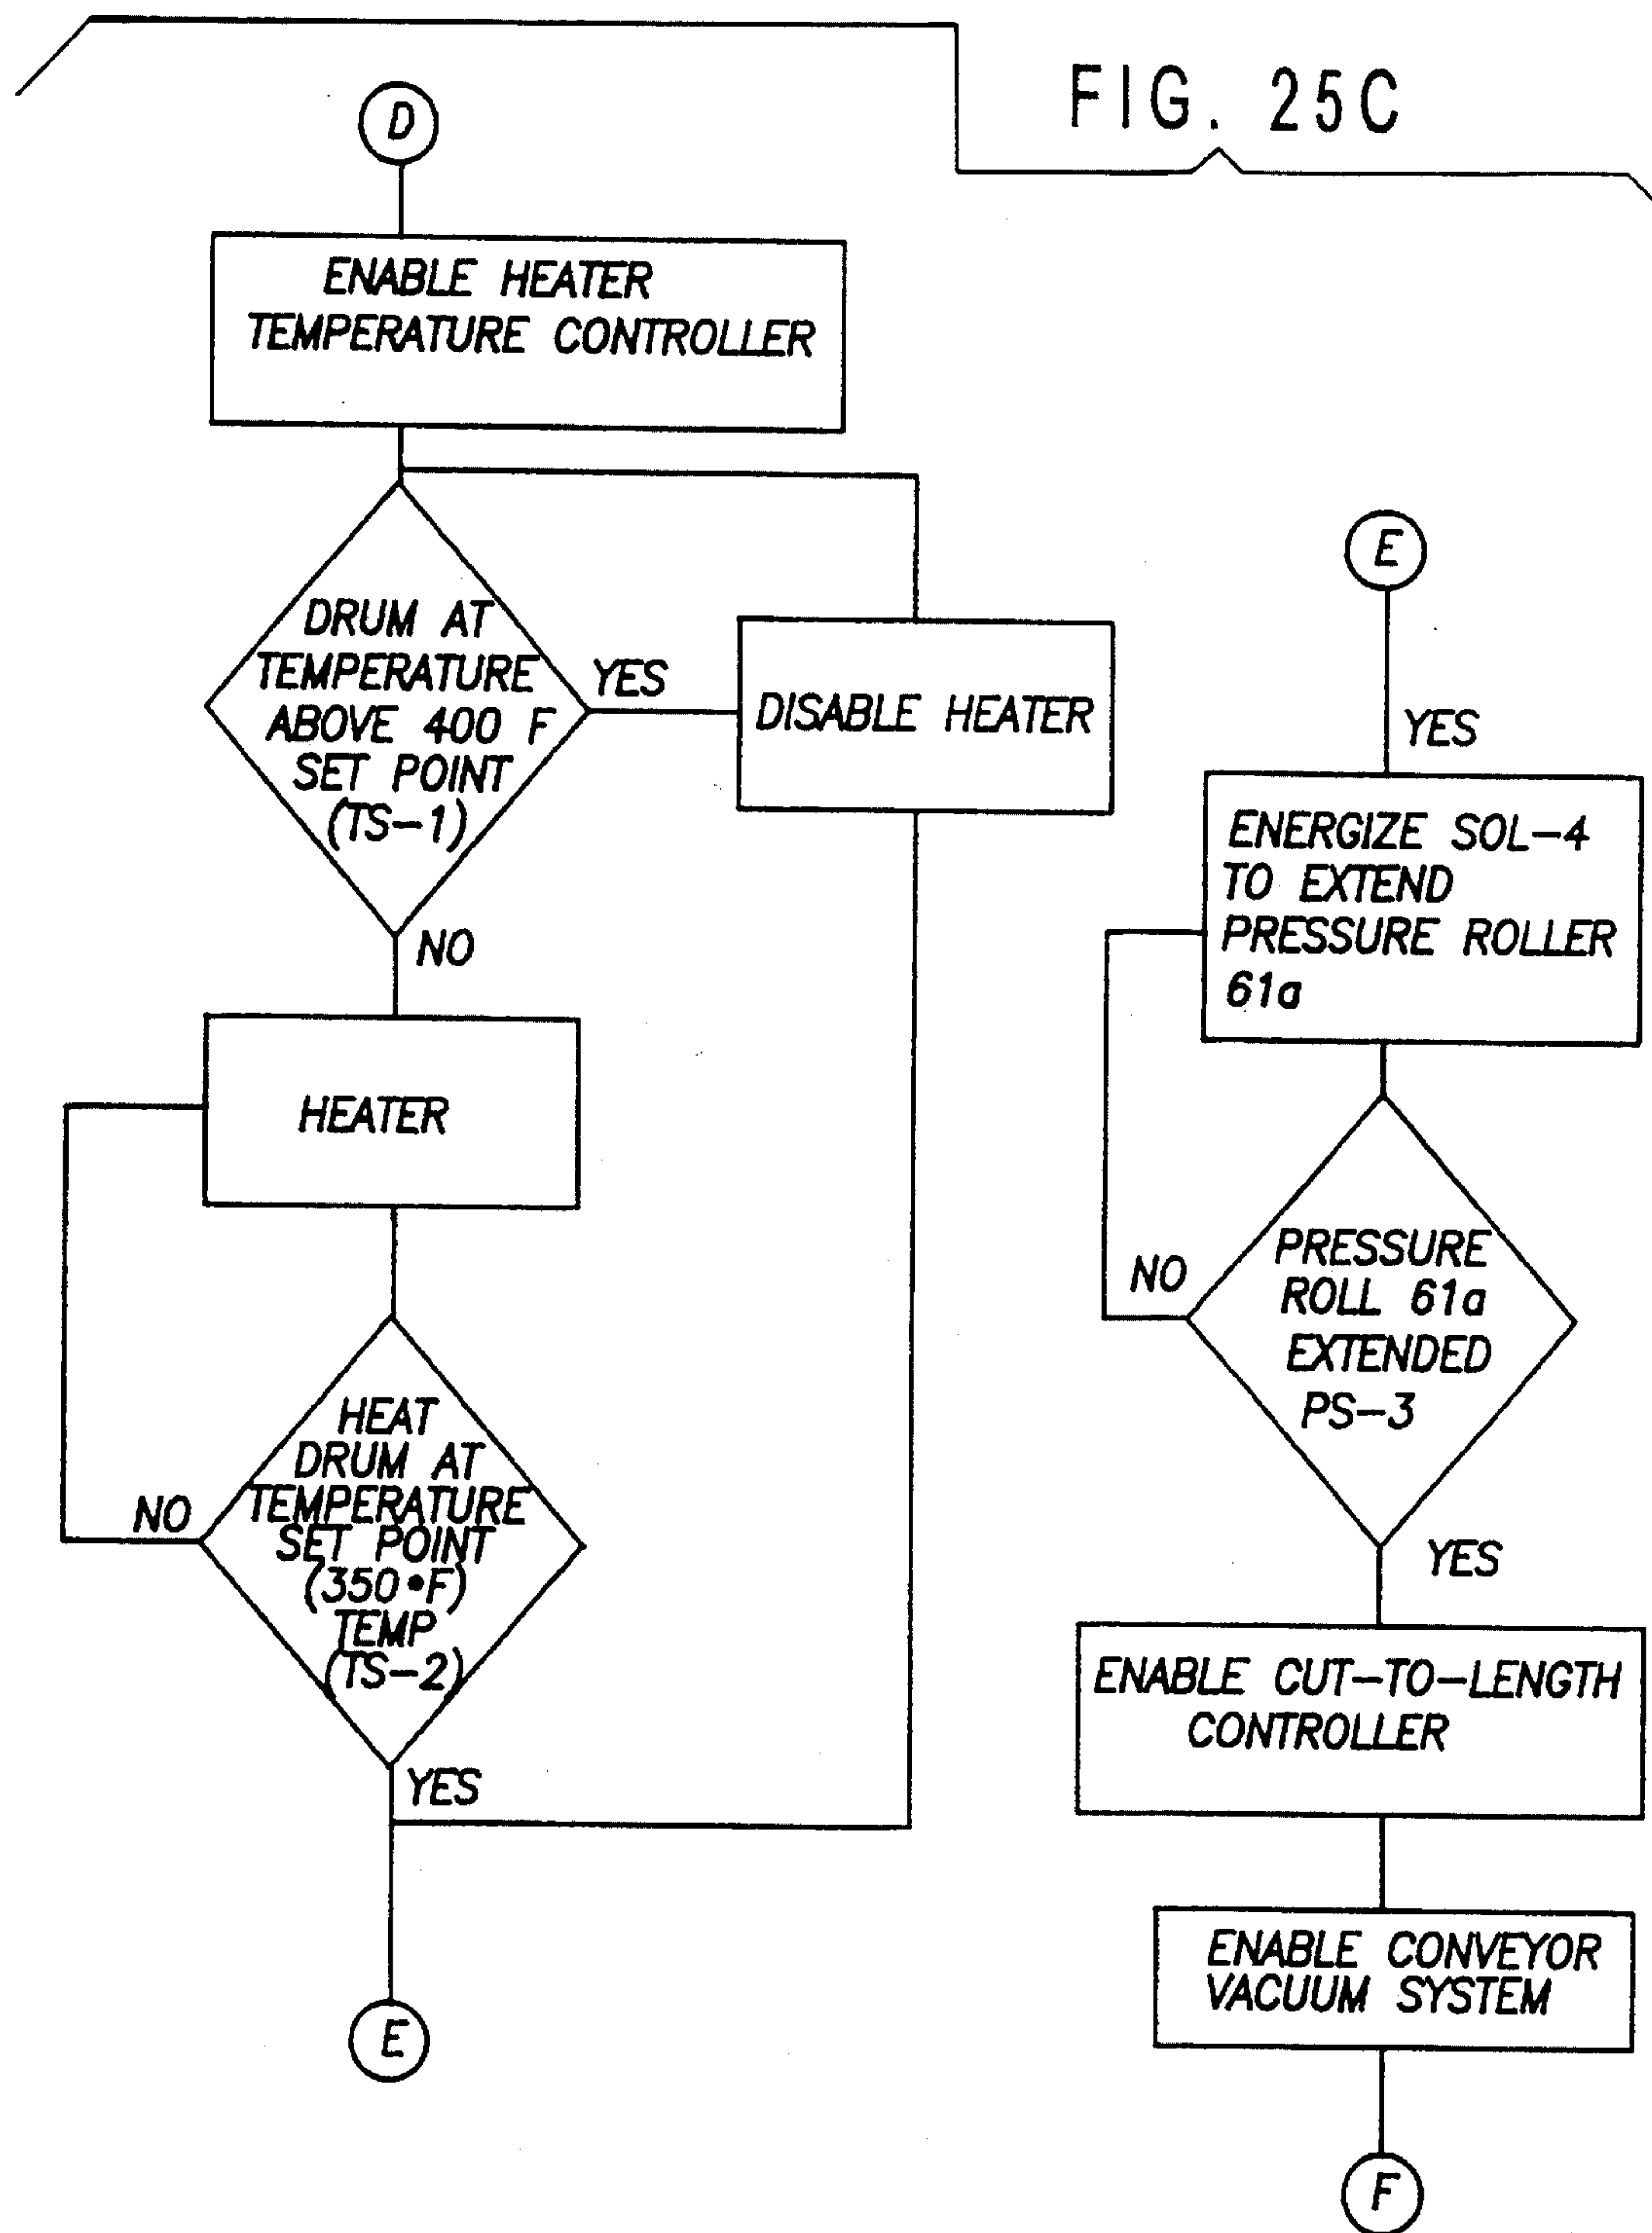 FIG. 25C
D
ENABLE HEATER
TEMPERATURE CONTROLLER
DRUM AT
TEMPERATURE
ABOVE 400 F
SET POINT
(TS-1)
YES
DISABLE HEATER
NO
HEATER
HEAT
DRUM AT
TEMPERATURE
SET POINT
(350•F)
TEMP
(TS-2)
NO
YES
E
E
YES
ENERGIZE SOL-4
TO EXTEND
PRESSURE ROLLER
61a
PRESSURE
ROLL 61a
EXTENDED
PS-3
NO
YES
ENABLE CUT-TO-LENGTH
CONTROLLER
ENABLE CONVEYOR
VACUUM SYSTEM
F